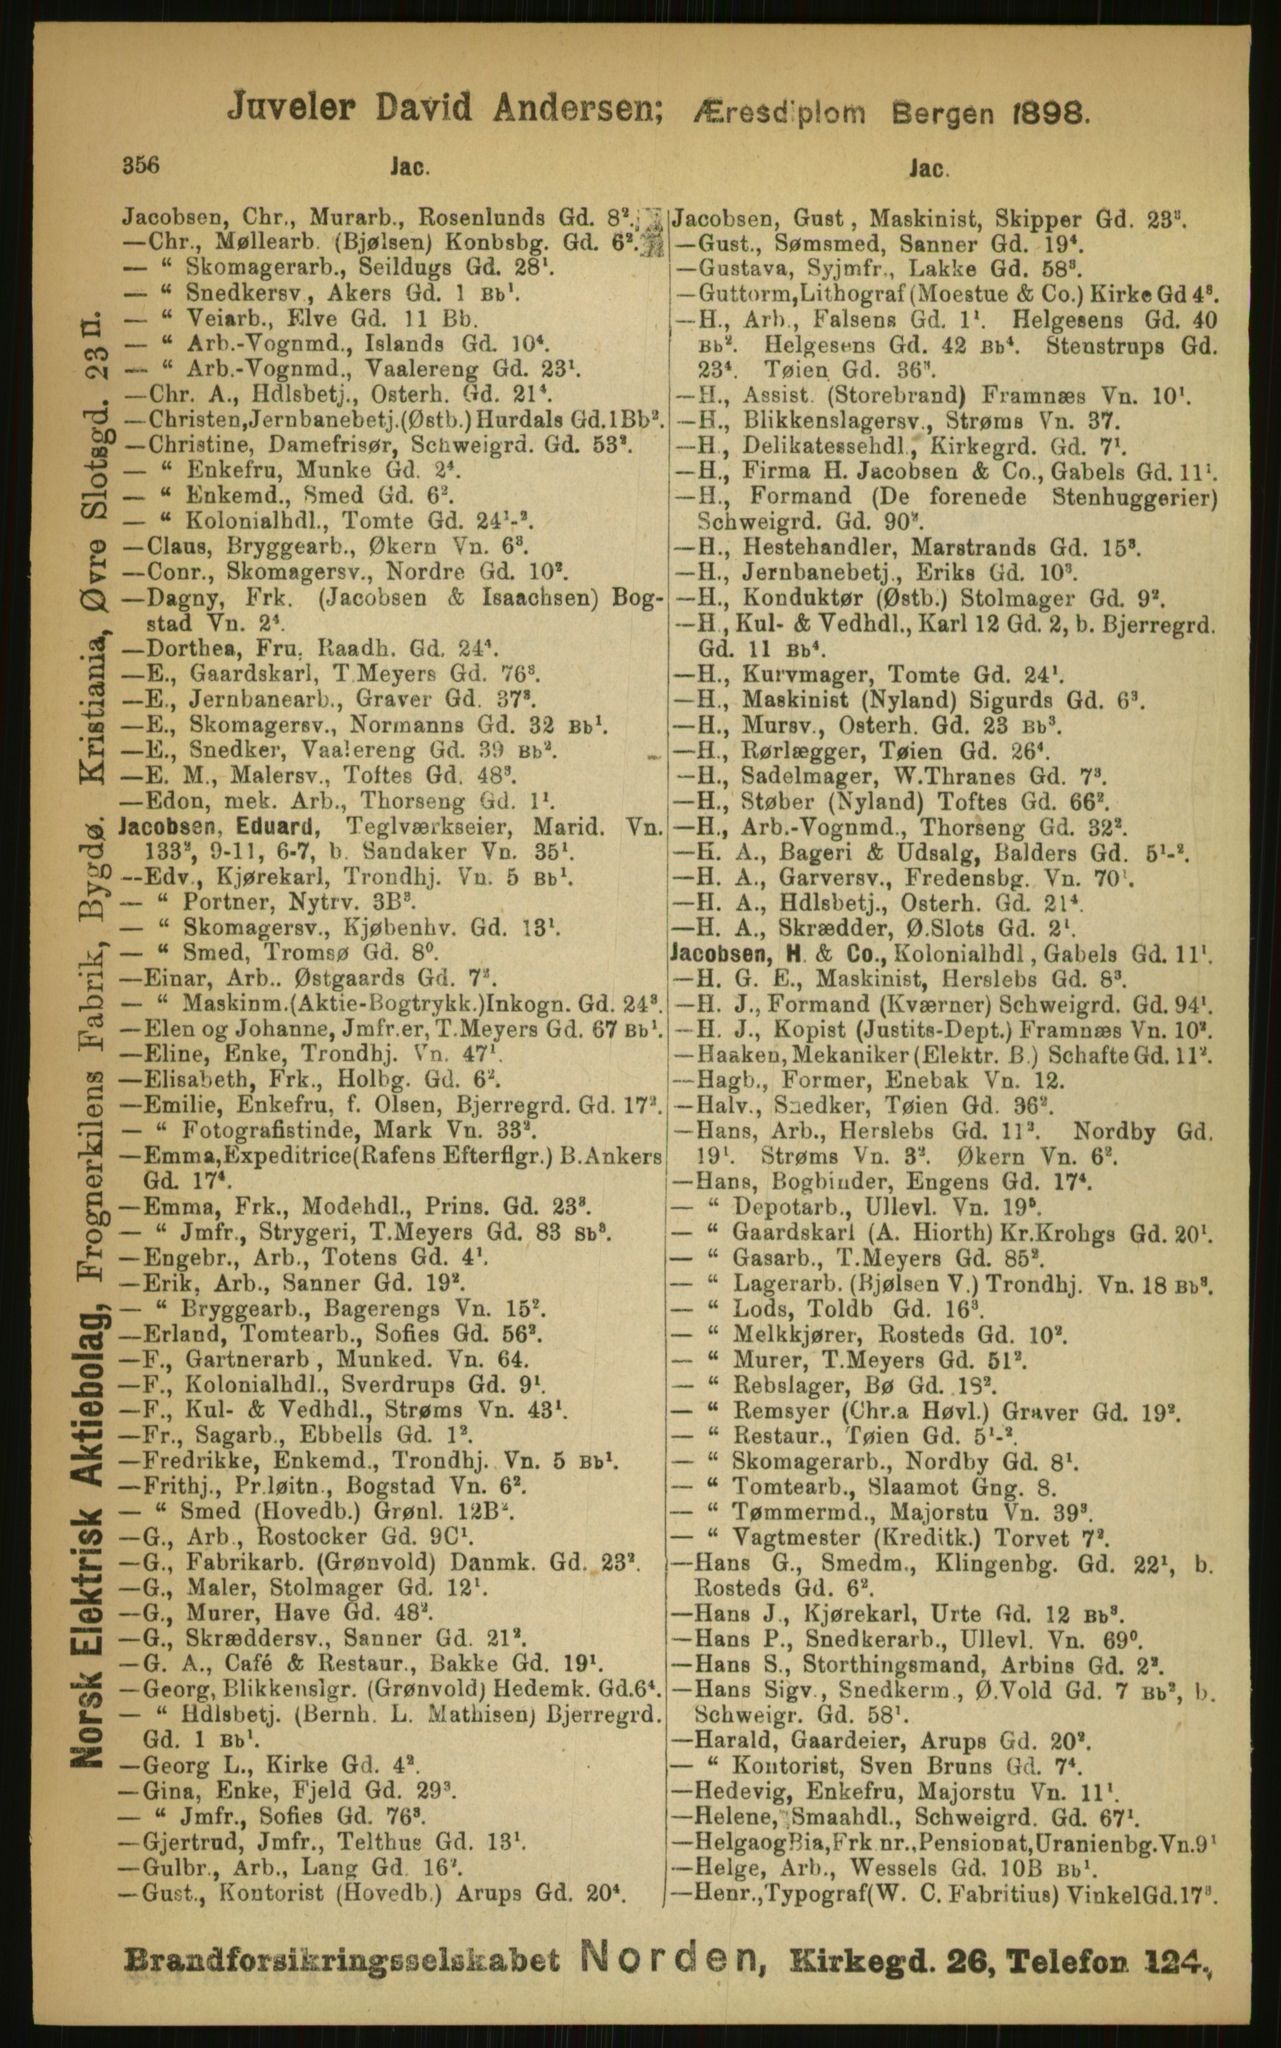 Juveler David Andersen; Æresdiplom Bergen 1898.
356 Jac. Jac.
Norsk Elektrisk Aktiebolag, Frognerkilens Fabrik, Bygdø. Kristiania, Øvre Slotsgd. 23 II.
Jacobsen, Chr., Murarb., Rosenlunds Gd. 8².
—Chr., Møllearb. (Bjølsen) Konbsbg. Gd. 6².
— “ Skomagerarb., Seildugs Gd. 28¹.
— “ Snedkersv., Akers Gd. 1 Bb¹.
— “ Veiarb., Elve Gd. 11 Bb.
— “ Arb.-Vognmd., Islands Gd. 10⁴.
— “ Arb.-Vognmd., Vaalereng Gd. 23¹.
—Chr. A., Hdlsbetj., Osterh. Gd. 21⁴.
—Christen, Jernbanebetj. (Østb.) Hurdals Gd. 1 Bb².
—Christine, Damefrisør, Schweigrd. Gd. 53².
— “ Enkefru, Munke Gd. 2⁴.
— “ Enkemd., Smed Gd. 6².
— “ Kolonialhdl., Tomte Gd. 24¹-².
—Claus, Bryggearb., Økern Vn. 6³.
—Conr., Skomagersv., Nordre Gd. 10².
—Dagny, Frk. (Jacobsen & Isaachsen) Bog-
stad Vn. 2⁴.
—Dorthea, Fru, Raadh. Gd. 24⁴.
—E., Gaardskarl, T. Meyers Gd. 76³.
—E., Jernbanearb., Graver Gd. 37³.
—E., Skomagersv., Normanns Gd. 32 Bb¹.
—E., Snedker, Vaalereng Gd. 39 Bb².
—E. M., Malersv., Toftes Gd. 48³.
—Edon, mek. Arb., Thorseng Gd. 1¹.
Jacobsen, Eduard, Teglværkseier, Marid. Vn.
133², 9-11, 6-7, b. Sandaker Vn. 35¹.
—Edv., Kjørekarl, Trondhj. Vn. 5 Bb¹.
— “ Portner, Nytrv. 3B³.
— “ Skomagersv., Kjøbenhv. Gd. 13¹.
— “ Smed, Tromsø Gd. 8⁰.
—Einar, Arb.. Østgaards Gd. 7².
— “ Maskinm. (Aktie-Bogtrykk.) Inkogn. Gd. 24³.
—Elen og Johanne, Jmfr.er, T. Meyers Gd. 67 Bb¹.
—Eline, Enke, Trondhj. Vn. 47¹.
—Elisabeth, Frk., Holbg. Gd. 6².
—Emilie, Enkefru, f. Olsen, Bjerregrd. Gd. 17².
— “ Fotografistinde, Mark Vn. 33².
—Emma, Expeditrice (Rafens Efterflgr.) B. Ankers
Gd. 17⁴.
—Emma, Frk., Modehdl., Prins. Gd. 23³.
— “ Jmfr., Strygeri, T. Meyers Gd. 83 Sb³.
—Engebr., Arb., Totens Gd. 4¹.
—Erik, Arb., Sanner Gd. 19².
— “ Bryggearb., Bagerengs Vn. 15².
—Erland, Tomtearb., Sofies Gd. 56².
—F., Gartnerarb., Munked. Vn. 64.
—F., Kolonialhdl., Sverdrups Gd. 9¹.
—F., Kul- & Vedhdl., Strøms Vn. 43¹.
—Fr., Sagarb., Ebbells Gd. 1².
—Fredrikke, Enkemd., Trondhj. Vn. 5 Bb¹.
—Frithj., Pr.løitn., Bogstad Vn. 6².
— “ Smed (Hovedb.) Grønl. 12B².
—G., Arb., Rostocker Gd. 9C¹.
—G., Fabrikarb. (Grønvold) Danmk. Gd. 23².
—G., Maler, Stolmager Gd. 12¹.
—G., Murer, Have Gd. 48².
—G., Skræddersv., Sanner Gd. 21².
—G. A., Café & Restaur., Bakke Gd. 19¹.
—Georg, Blikkenslgr. (Grønvold) Hedemk. Gd. 6⁴.
— “ Hdlsbetj. (Bernh. L. Mathisen) Bjerregrd.
Gd. 1 Bb¹.
—Georg L., Kirke Gd. 4².
—Gina, Enke, Fjeld Gd. 29³.
— “ Jmfr., Sofies Gd. 76³.
—Gjertrud, Jmfr., Telthus Gd. 13¹.
—Gulbr., Arb., Lang Gd. 16².
—Gust., Kontorist (Hovedb.) Arups Gd. 20⁴.
Jacobsen, Gust., Maskinist, Skipper Gd. 23³.
—Gust., Sømsmed, Sanner Gd. 19⁴.
—Gustava, Syjmfr., Lakke Gd. 58³.
—Guttorm, Lithograf (Moestue & Co.) Kirke Gd 4³.
—H., Arb., Falsens Gd. 1¹. Helgesens Gd. 40
Bb². Helgesens Gd. 42 Bb⁴. Stenstrups Gd.
23⁴. Tøien Gd. 36³.
—H., Assist. (Storebrand) Framnæs Vn. 10¹.
—H., Blikkenslagersv., Strøms Vn. 37.
—H., Delikatessehdl., Kirkegrd. Gd. 7¹.
—H., Firma H. Jacobsen & Co., Gabels Gd. 11¹.
—H., Formand (De forenede Stenhuggerier)
Schweigrd. Gd. 90².
—H., Hestehandler, Marstrands Gd. 15³.
—H., Jernbanebetj., Eriks Gd. 10³.
—H., Konduktør (Østb.) Stolmager Gd. 9².
—H., Kul- & Vedhdl., Karl 12 Gd. 2, b. Bjerregrd.
Gd. 11 Bb⁴.
—H., Kurvmager, Tomte Gd. 24¹.
—H., Maskinist (Nyland) Sigurds Gd. 6³.
—H., Mursv., Osterh. Gd. 23 Bb³.
—H., Rørlægger, Tøien Gd. 26⁴.
—H., Sadelmager, W. Thranes Gd. 7³.
—H., Støber (Nyland) Toftes Gd. 66².
—H., Arb.-Vognmd., Thorseng Gd. 32².
—H. A., Bageri & Udsalg, Balders Gd. 5¹-².
—H. A., Garversv., Fredensbg. Vn. 70¹.
—H. A., Hdlsbetj., Osterh. Gd. 21⁴.
—H. A., Skrædder, Ø. Slots Gd. 2¹.
Jacobsen, H. & Co., Kolonialhdl., Gabels Gd. 11¹.
—H. G. E., Maskinist, Herslebs Gd. 8³.
—H. J., Formand (Kværner) Schweigrd. Gd. 94¹.
—H. J., Kopist (Justits-Dept.) Framnæs Vn. 10².
—Haaken, Mekaniker (Elektr. B.) Schafte Gd. 11².
—Hagb., Former, Enebak Vn. 12.
—Halv., Snedker, Tøien Gd. 36².
—Hans, Arb., Herslebs Gd. 11³. Nordby Gd.
19¹. Strøms Vn. 3². Økern Vn. 6².
—Hans, Bogbinder, Engens Gd. 17⁴.
— “ Depotarb., Ullevl. Vn. 19⁵.
— “ Gaardskarl (A. Hiorth) Kr. Krohgs Gd. 20¹.
— “ Gasarb., T. Meyers Gd. 85².
— “ Lagerarb. (Bjølsen V.) Trondhj. Vn. 18 Bb³.
— “ Lods, Toldb Gd. 16³.
— “ Melkkjører, Rosteds Gd. 10².
— “ Murer, T. Meyers Gd. 51².
— “ Rebslager, Bø Gd. 18².
— “ Remsyer (Chr.a Høvl.) Graver Gd. 19².
— “ Restaur., Tøien Gd. 5¹-².
— “ Skomagerarb., Nordby Gd. 8¹.
— “ Tomtearb., Slaamot Gng. 8.
— “ Tømmermd., Majorstu Vn. 39³.
— “ Vagtmester (Kreditk.) Torvet 7².
—Hans G., Smedm., Klingenbg. Gd. 22¹, b.
Rosteds Gd. 6².
—Hans J., Kjørekarl, Urte Gd. 12 Bb³.
—Hans P., Snedkerarb., Ullevl. Vn. 69⁰.
—Hans S., Storthingsmand, Arbins Gd. 2².
—Hans Sigv., Snedkerm., Ø. Vold Gd. 7 Bb², b.
Schweigr. Gd. 58¹.
—Harald, Gaardeier, Arups Gd. 20².
— “ Kontorist, Sven Bruns Gd. 7⁴.
—Hedevig, Enkefru, Majorstu Vn. 11¹.
—Helene, Smaahdl., Schweigrd. Gd. 67¹.
—Helga og Bia, Frk.nr., Pensionat, Uranienbg. Vn. 9¹
—Helge, Arb., Wessels Gd. 10B Bb¹.
—Henr., Typograf (W. C. Fabritius) Vinkel Gd. 17³.
Brandforsikringsselskabet Norden, Kirkegd. 26, Telefon 124.